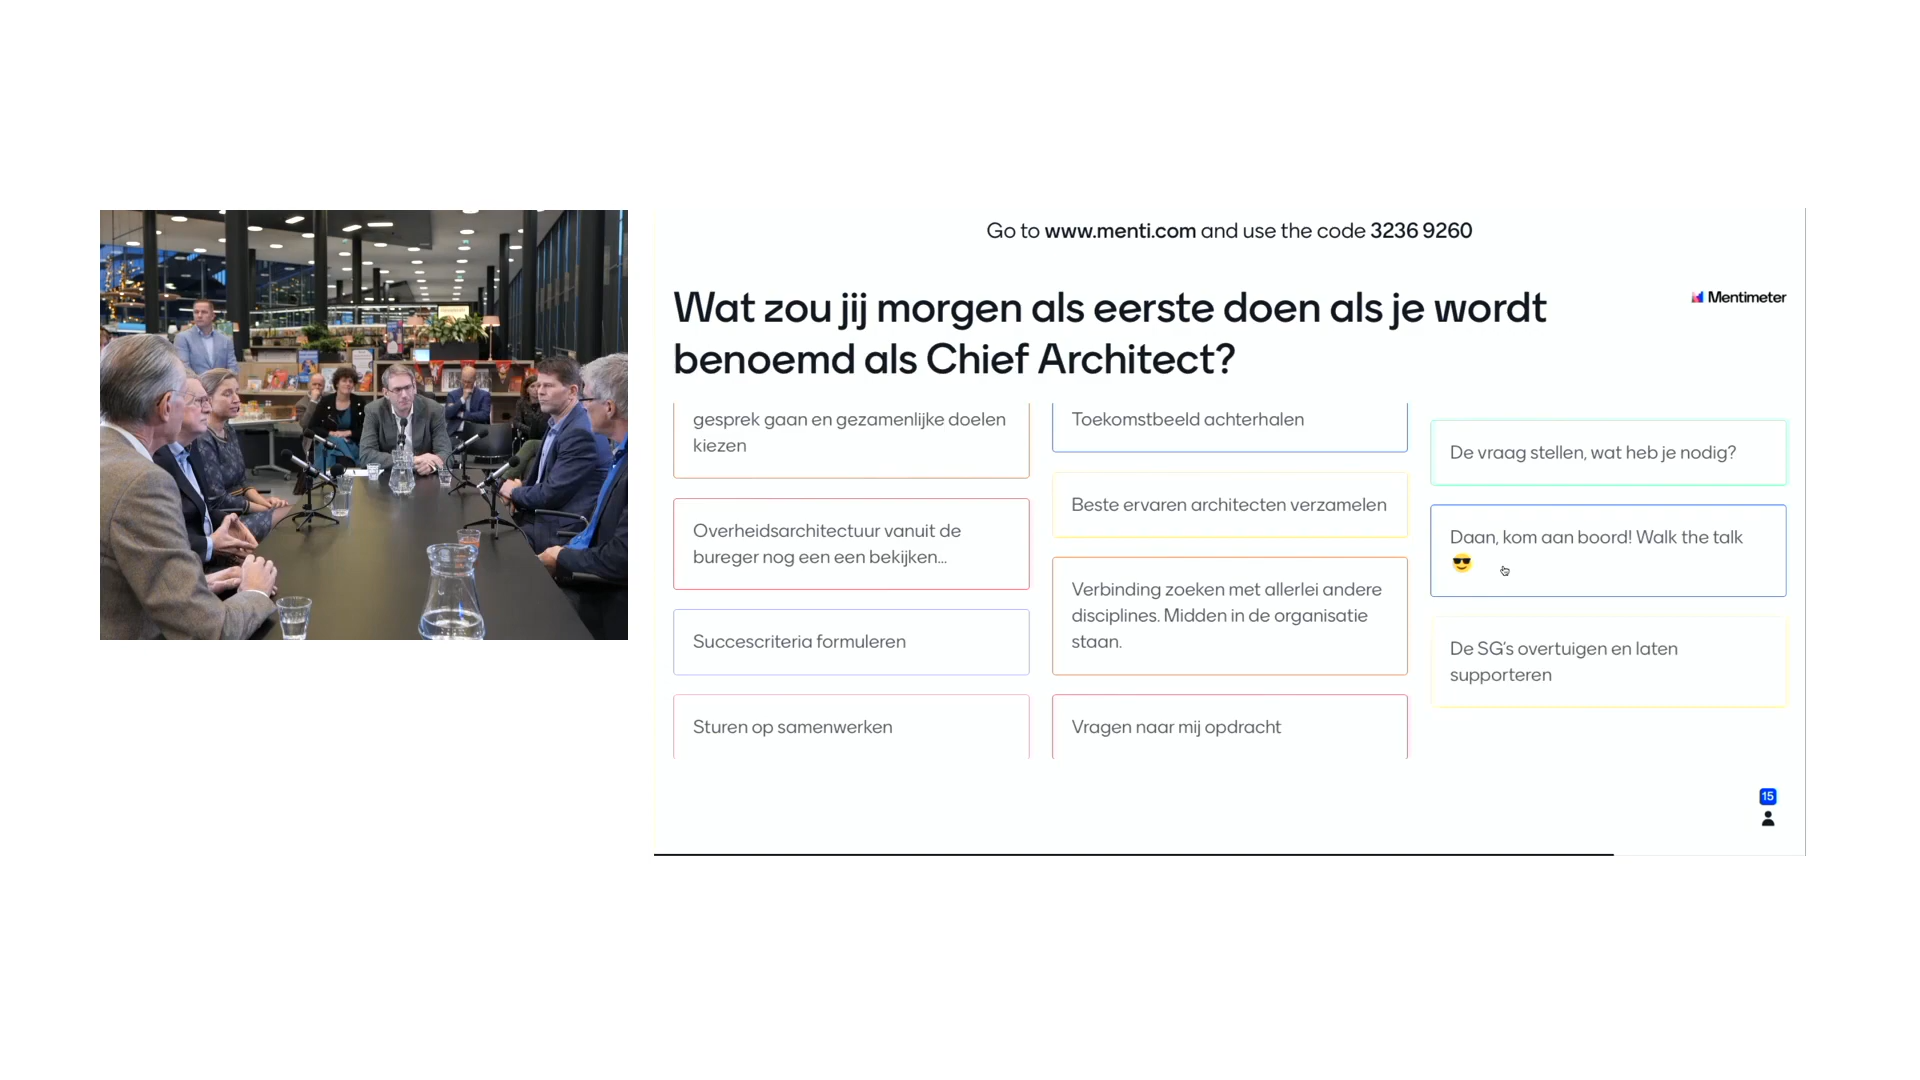 Go to www.menti.com and use the code 3236 9260
Wat zou jij morgen als eerste doen als je wordt
benoemd als Chief Architect?
Mentimeter
gesprek gaan en gezamenlijke doelen
kiezen
Overheidsarchitectuur vanuit de
bureger nog een een bekijken...
Succescriteria formuleren
Sturen op samenwerken
Toekomstbeeld achterhalen
Beste ervaren architecten verzamelen
Verbinding zoeken met allerlei andere
disciplines. Midden in de organisatie
staan.
Vragen naar mij opdracht
De vraag stellen, wat heb je nodig?
Daan, kom aan boord! Walk the talk
😎
De SG's overtuigen en laten
supporteren
15